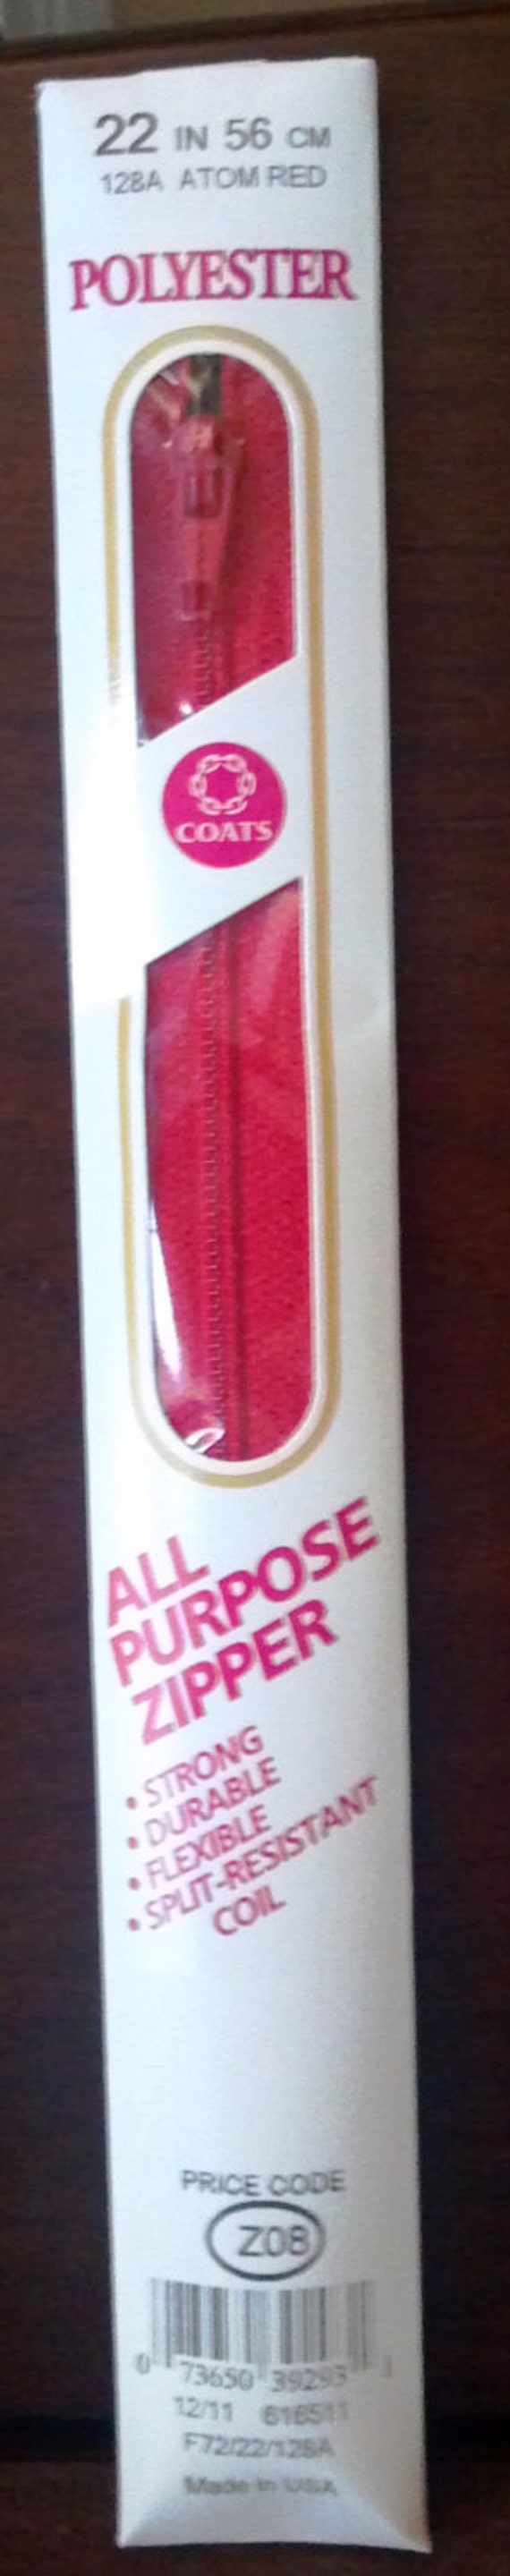 22 IN 56 CM
128A ATOM RED
POLYESTER
COATS
ALL
PURPOSE
ZIPPER
• STRONG
• DURABLE
• FLEXIBLE
• SPLIT-RESISTANT
COIL
PRICE CODE
Z08
0 73650 39293
12/11 616511
F72/22/128A
Made in USA